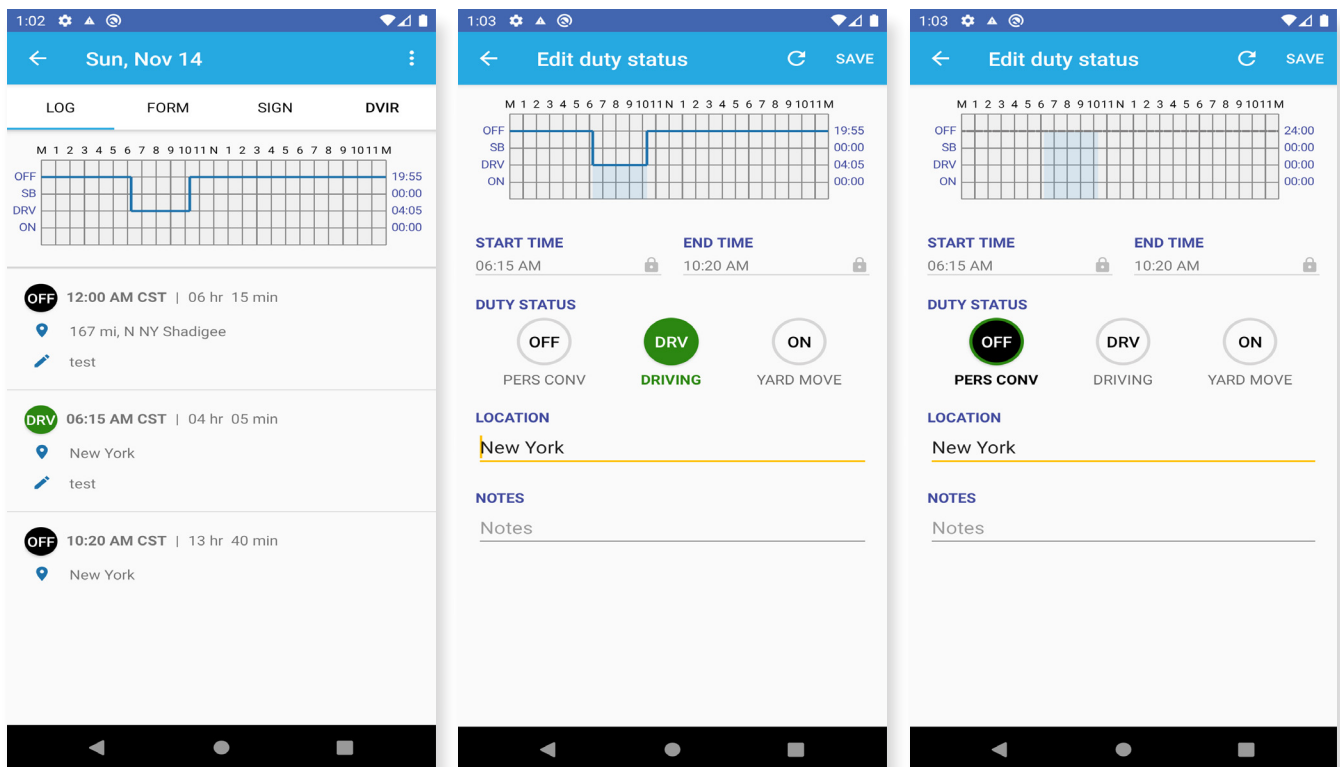 1:02
Sun, Nov 14
LOG FORM SIGN DVIR
M 1 2 3 4 5 6 7 8 9 10 11 N 1 2 3 4 5 6 7 8 9 10 11 M
OFF 19:55
SB 00:00
DRV 04:05
ON 00:00
OFF 12:00 AM CST | 06 hr 15 min
167 mi, N NY Shadigee
test
DRV 06:15 AM CST | 04 hr 05 min
New York
test
OFF 10:20 AM CST | 13 hr 40 min
New York
1:03
Edit duty status SAVE
M 1 2 3 4 5 6 7 8 9 10 11 N 1 2 3 4 5 6 7 8 9 10 11 M
OFF 19:55
SB 00:00
DRV 04:05
ON 00:00
START TIME END TIME
06:15 AM 10:20 AM
DUTY STATUS
OFF DRV ON
PERS CONV DRIVING YARD MOVE
LOCATION
New York
NOTES
Notes
1:03
Edit duty status SAVE
M 1 2 3 4 5 6 7 8 9 10 11 N 1 2 3 4 5 6 7 8 9 10 11 M
OFF 24:00
SB 00:00
DRV 00:00
ON 00:00
START TIME END TIME
06:15 AM 10:20 AM
DUTY STATUS
OFF DRV ON
PERS CONV DRIVING YARD MOVE
LOCATION
New York
NOTES
Notes